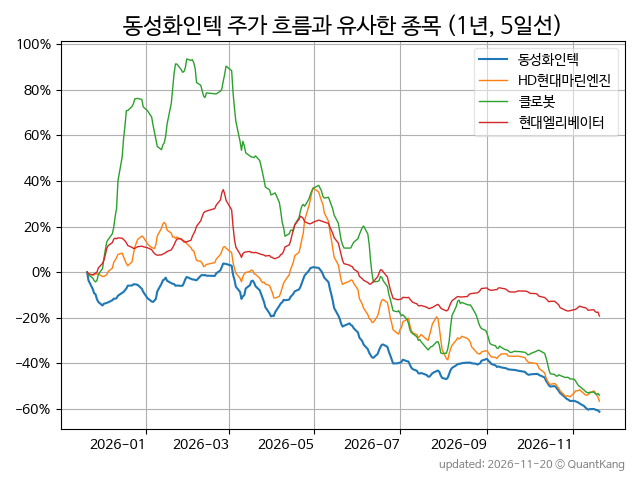 동성화인텍 주가 흐름과 유사한 종목 (1년, 5일선)
100%
80%
60%
40%
20%
0%
−20%
−40%
−60%
동성화인텍
HD현대마린엔진
클로봇
현대엘리베이터
2026-01
2026-03
2026-05
2026-07
2026-09
2026-11
updated: 2026-11-20 © QuantKang